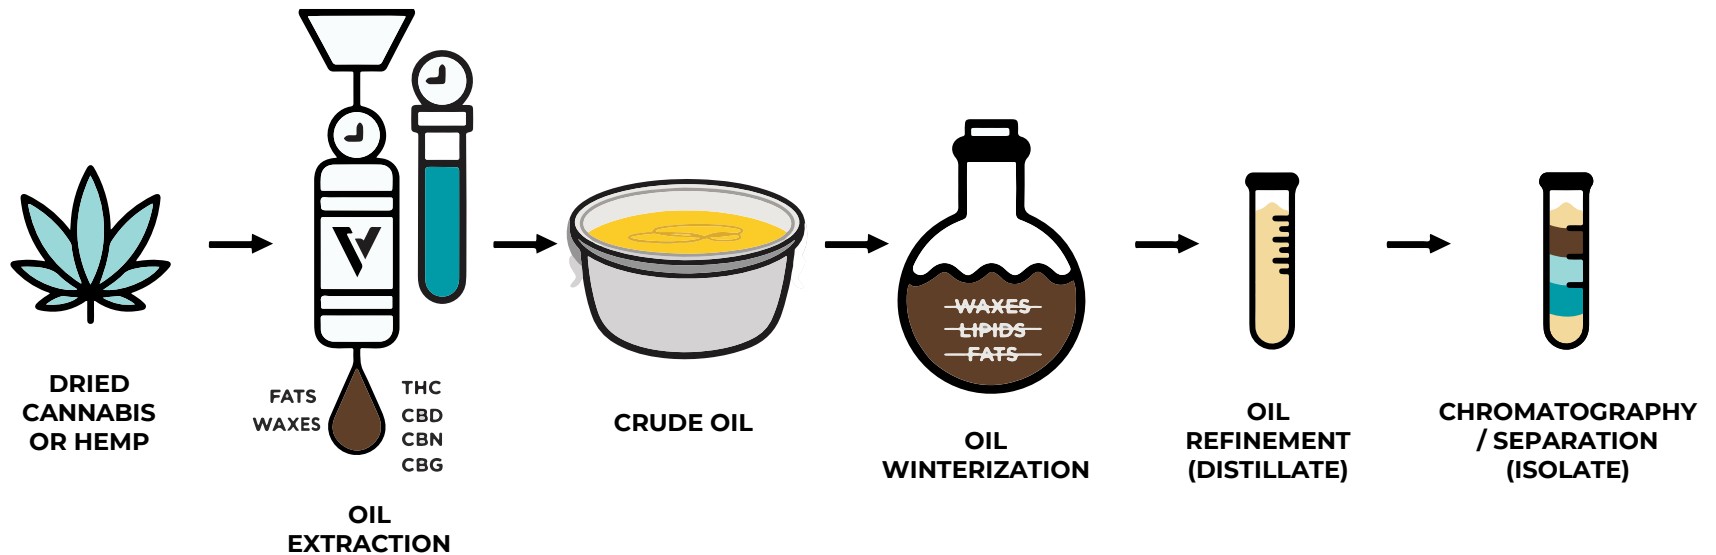 DRIED
CANNABIS
OR HEMP
FATS
WAXES
THC
CBD
CBN
CBG
OIL
EXTRACTION
CRUDE OIL
WAXES
LIPIDS
FATS
OIL
WINTERIZATION
OIL
REFINEMENT
(DISTILLATE)
CHROMATOGRAPHY
/ SEPARATION
(ISOLATE)